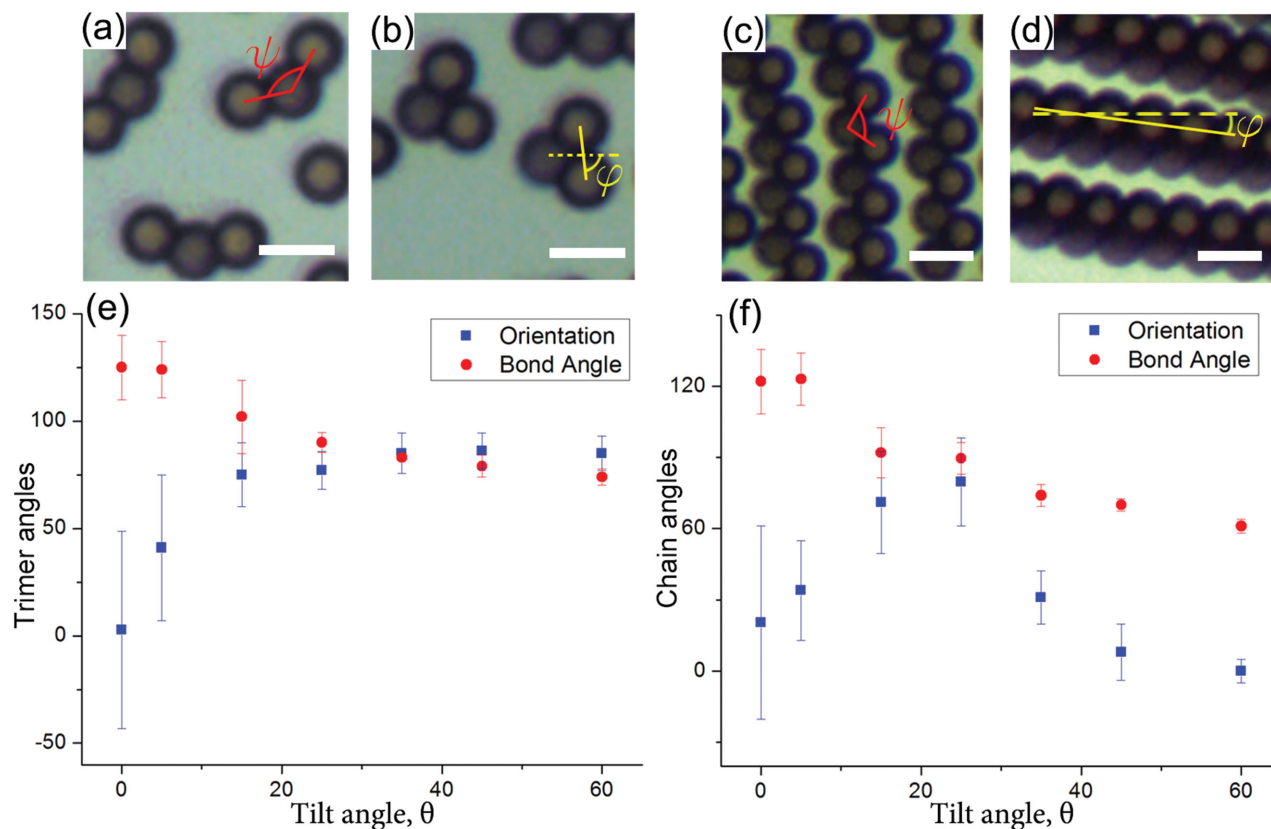 (a)
ψ
(b)
φ
(c)
ψ
(d)
φ
(e)
Orientation
Bond Angle
150
100
50
0
-50
Trimer angles
0
20
40
60
Tilt angle, θ
(f)
Orientation
Bond Angle
120
60
0
Chain angles
0
20
40
60
Tilt angle, θ